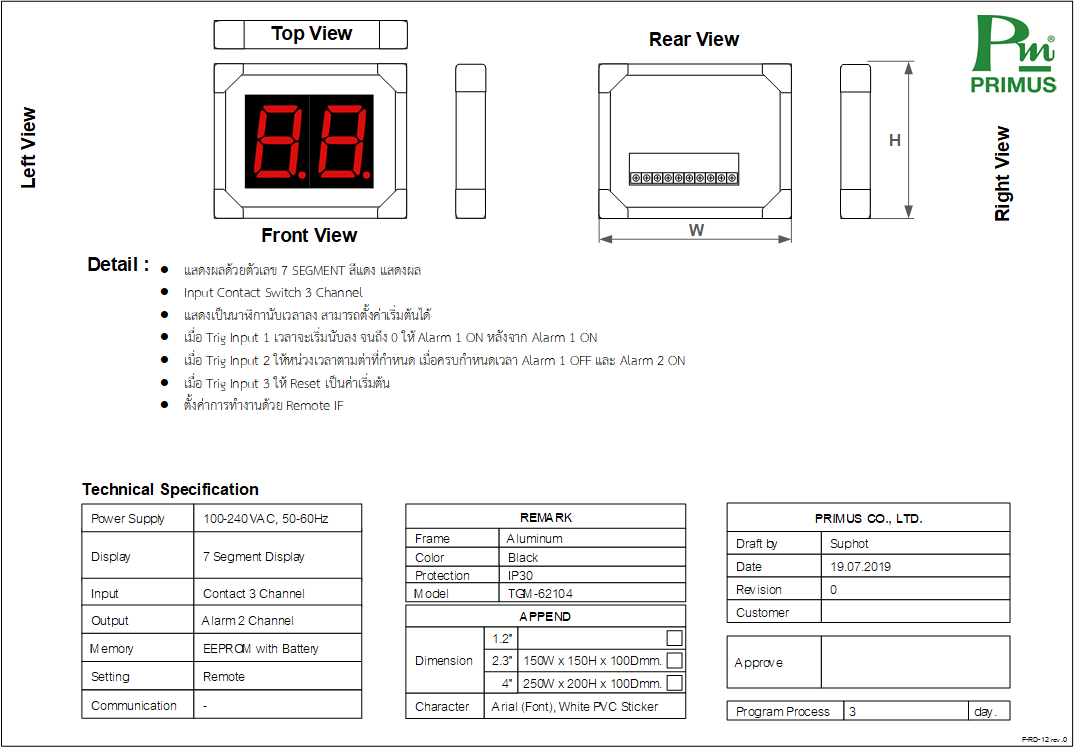 Top View
Rear View
Pm®
PRIMUS
Left View
88
H
Right View
W
Front View
Detail :
● แสดงผลด้วยตัวเลข 7 SEGMENT สีแดง แสดงผล
● Input Contact Switch 3 Channel
● แสดงเป็นนาฬิกานับเวลาลง สามารถตั้งค่าเริ่มต้นได้
● เมื่อ Trig Input 1 เวลาจะเริ่มนับลง จนถึง 0 ให้ Alarm 1 ON หลังจาก Alarm 1 ON
● เมื่อ Trig Input 2 ให้หน่วงเวลาตามต่าที่กำหนด เมื่อครบกำหนดเวลา Alarm 1 OFF และ Alarm 2 ON
● เมื่อ Trig Input 3 ให้ Reset เป็นค่าเริ่มต้น
● ตั้งค่าการทำงานด้วย Remote IF
Technical Specification
Power Supply 100-240VAC, 50-60Hz
Display 7 Segment Display
Input Contact 3 Channel
Output Alarm 2 Channel
Memory EEPROM with Battery
Setting Remote
Communication -
REMARK
Frame Aluminum
Color Black
Protection IP30
Model TGM-62104
APPEND
Dimension
1.2"
2.3" 150W x 150H x 100Dmm.
4" 250W x 200H x 100Dmm.
Character Arial (Font), White PVC Sticker
PRIMUS CO., LTD.
Draft by Suphot
Date 19.07.2019
Revision 0
Customer
Approve
Program Process 3 day.
F-RD-12 rev.0